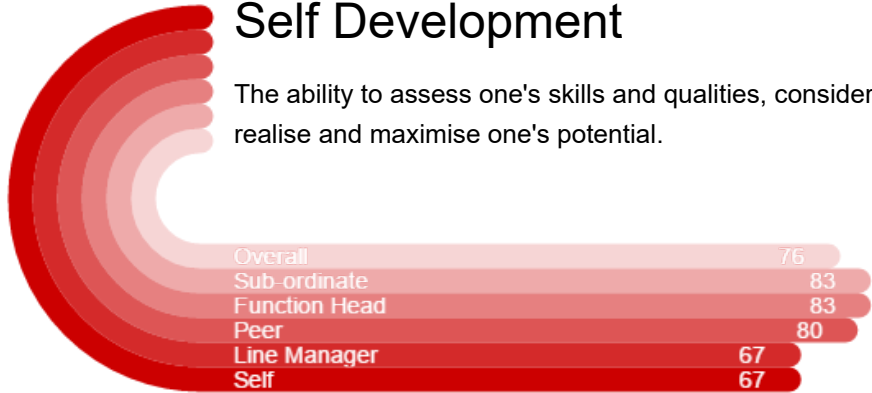 Self Development
The ability to assess one's skills and qualities, consider
realise and maximise one's potential.
Overall 76
Sub-ordinate 83
Function Head 83
Peer 80
Line Manager 67
Self 67